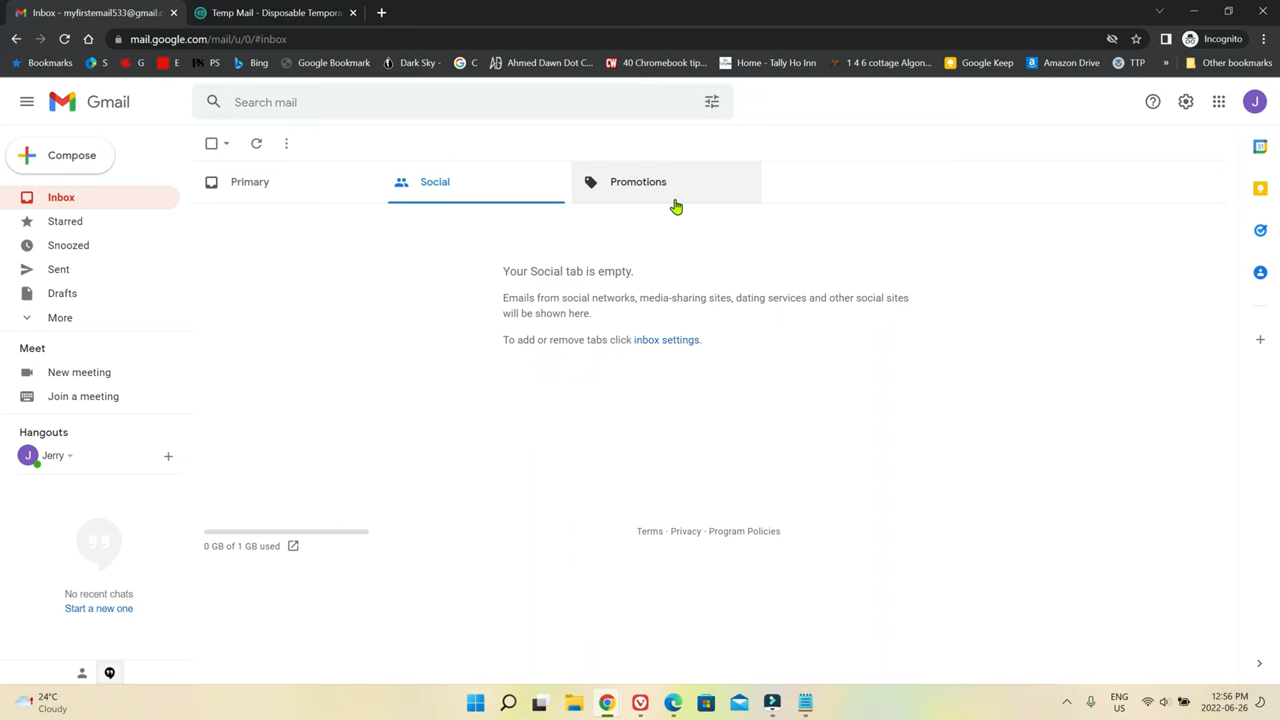 Inbox - myfirstemail533@gmail.c
Temp Mail - Disposable Tempora
mail.google.com/mail/u/0/#inbox
Incognito
Bookmarks
S
G
E
PS
Bing
Google Bookmark
Dark Sky -
C
Ahmed Dawn Dot C...
40 Chromebook tip...
Home - Tally Ho Inn
1 4 6 cottage Algon...
Google Keep
Amazon Drive
TTP
»
Other bookmarks
Gmail
Search mail
J
Compose
Primary
Social
Promotions
Inbox
Starred
Snoozed
Sent
Drafts
More
Your Social tab is empty.
Emails from social networks, media-sharing sites, dating services and other social sites
will be shown here.
To add or remove tabs click inbox settings.
Meet
New meeting
Join a meeting
Hangouts
J
Jerry
No recent chats
Start a new one
0 GB of 1 GB used
Terms · Privacy · Program Policies
24°C
Cloudy
ENG
US
12:56 PM
2022-06-26